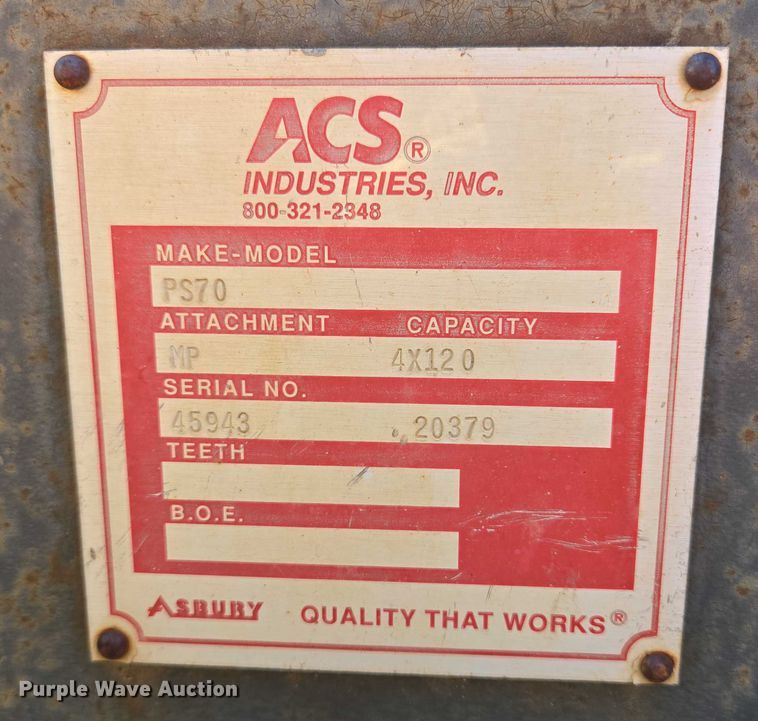 ACS®
INDUSTRIES, INC.
800-321-2348
MAKE-MODEL
PS70
ATTACHMENT CAPACITY
MP 4X120
SERIAL NO.
45943 20379
TEETH
B.O.E.
ASBURY QUALITY THAT WORKS®
Purple Wave Auction